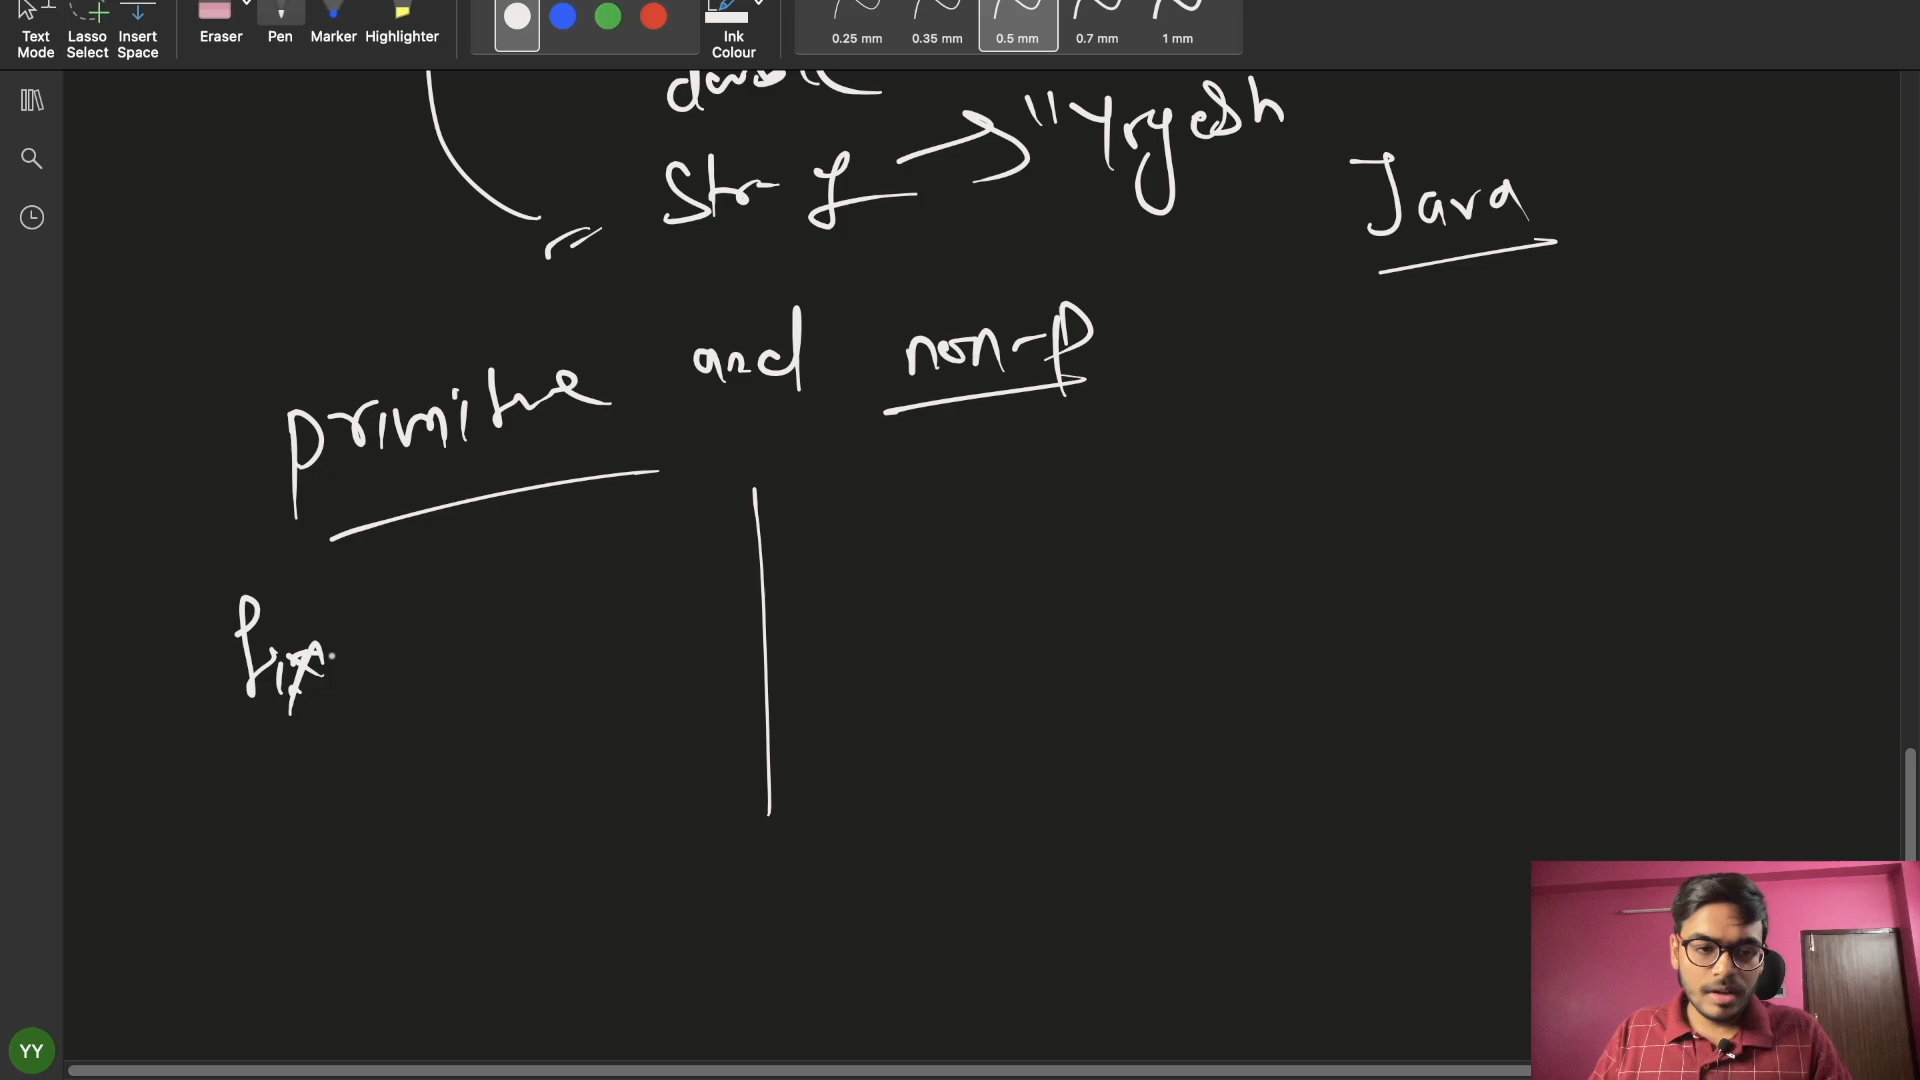 Text Mode
Lasso Select
Insert Space
Eraser
Pen
Marker
Highlighter
Ink Colour
0.25 mm
0.35 mm
0.5 mm
0.7 mm
1 mm
"Yogesh
Java
primitive and non-p
fix
YY